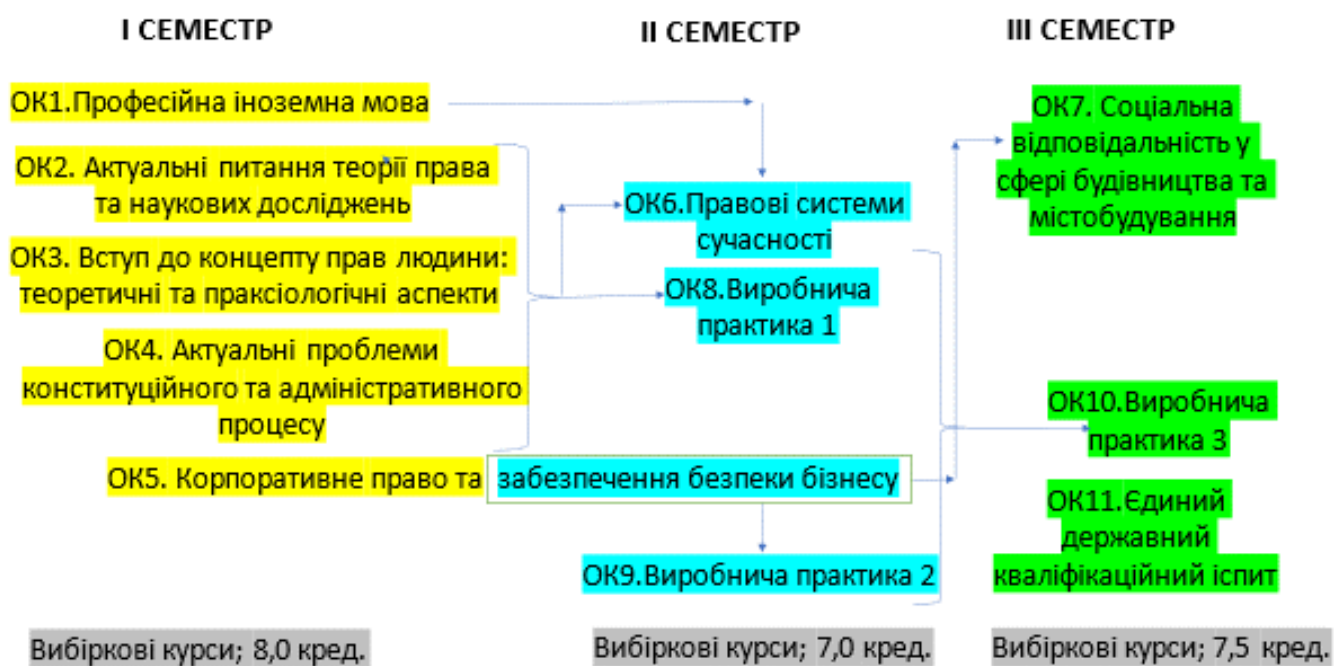 І СЕМЕСТР
ІІ СЕМЕСТР
ІІІ СЕМЕСТР
ОК1.Професійна іноземна мова
ОК2. Актуальні питання теорії права
та наукових досліджень
ОК3. Вступ до концепту прав людини:
теоретичні та праксіологічні аспекти
ОК4. Актуальні проблеми
конституційного та адміністративного
процесу
ОК5. Корпоративне право та забезпечення безпеки бізнесу
ОК6.Правові системи
сучасності
ОК8.Виробнича
практика 1
ОК9.Виробнича практика 2
ОК7. Соціальна
відповідальність у
сфері будівництва та
містобудування
ОК10.Виробнича
практика 3
ОК11.Єдиний
державний
кваліфікаційний іспит
Вибіркові курси; 8,0 кред.
Вибіркові курси; 7,0 кред.
Вибіркові курси; 7,5 кред.